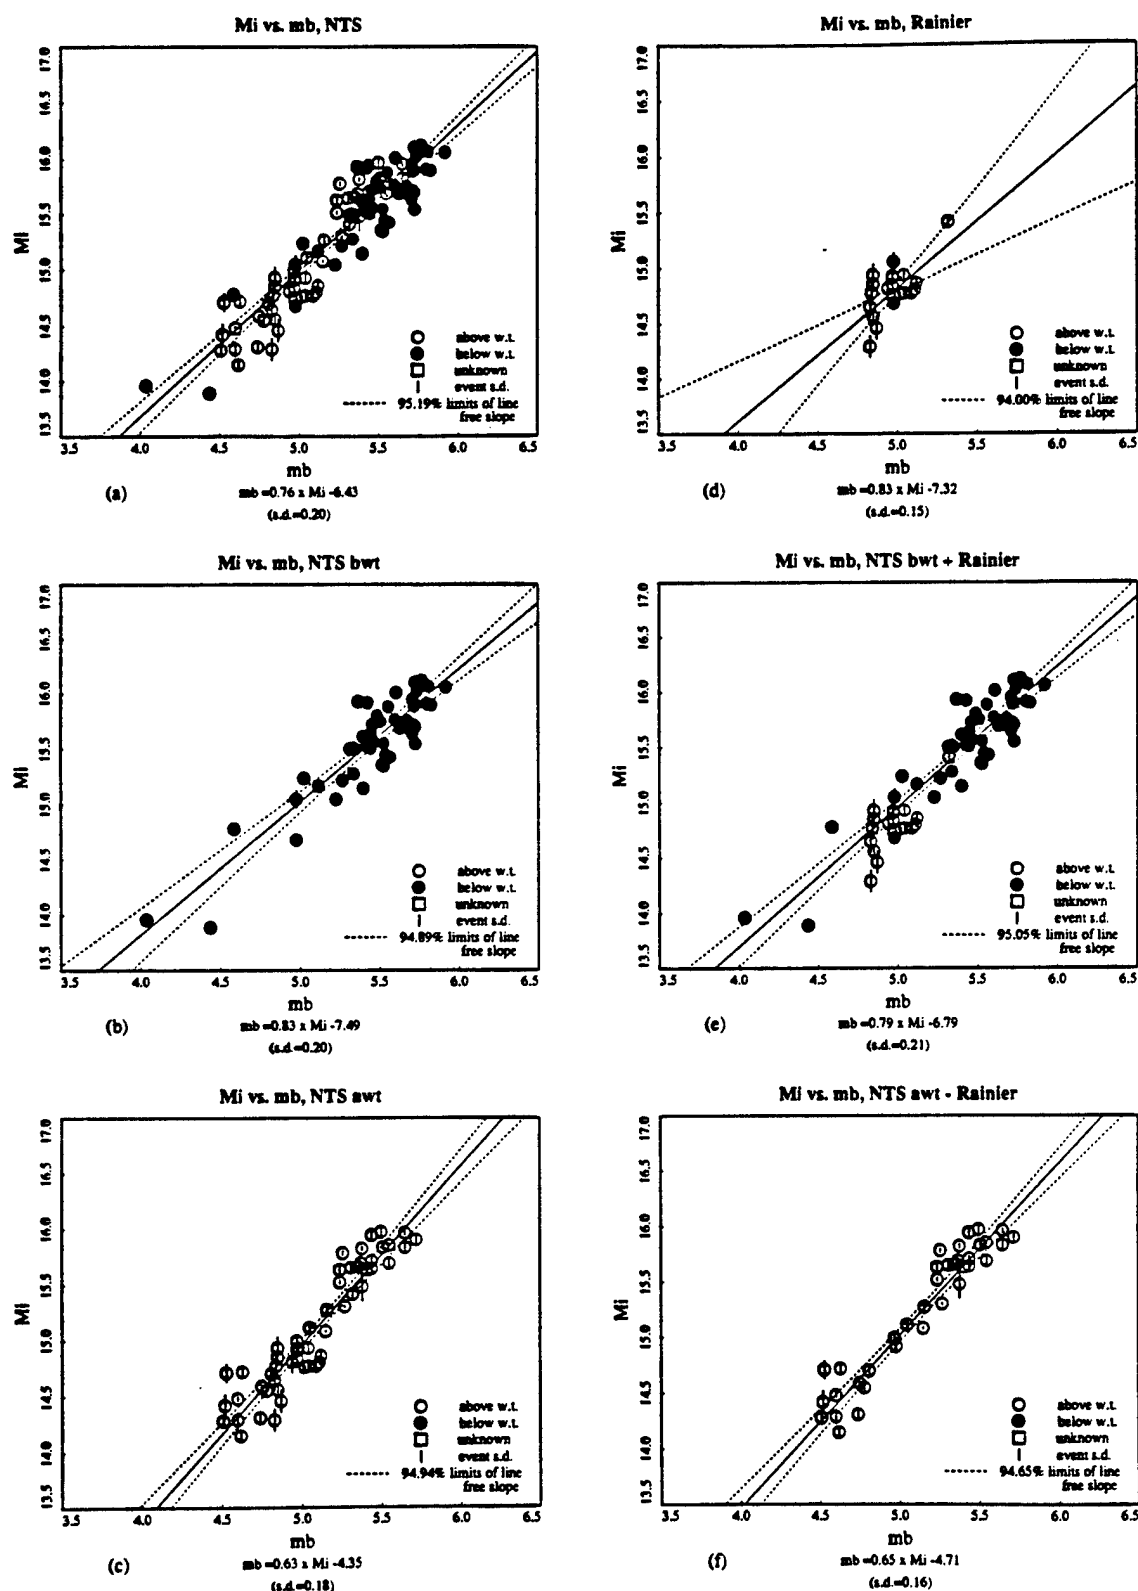 Mi vs. mb, NTS
17.0
16.5
16.0
15.5
15.0
14.5
14.0
13.5
Mi
above w.t.
below w.t.
unknown
event s.d.
95.19% limits of line
free slope
3.5 4.0 4.5 5.0 5.5 6.0 6.5
mb
(a)
mb =0.76 x Mi -6.43
(s.d.=0.20)
Mi vs. mb, Rainier
17.0
16.5
16.0
15.5
15.0
14.5
14.0
13.5
Mi
above w.t.
below w.t.
unknown
event s.d.
94.00% limits of line
free slope
3.5 4.0 4.5 5.0 5.5 6.0 6.5
mb
(d)
mb =0.83 x Mi -7.32
(s.d.=0.15)
Mi vs. mb, NTS bwt
17.0
16.5
16.0
15.5
15.0
14.5
14.0
13.5
Mi
above w.t.
below w.t.
unknown
event s.d.
94.89% limits of line
free slope
3.5 4.0 4.5 5.0 5.5 6.0 6.5
mb
(b)
mb =0.83 x Mi -7.49
(s.d.=0.20)
Mi vs. mb, NTS bwt + Rainier
17.0
16.5
16.0
15.5
15.0
14.5
14.0
13.5
Mi
above w.t.
below w.t.
unknown
event s.d.
95.05% limits of line
free slope
3.5 4.0 4.5 5.0 5.5 6.0 6.5
mb
(e)
mb =0.79 x Mi -6.79
(s.d.=0.21)
Mi vs. mb, NTS awt
17.0
16.5
16.0
15.5
15.0
14.5
14.0
13.5
Mi
above w.t.
below w.t.
unknown
event s.d.
94.94% limits of line
free slope
3.5 4.0 4.5 5.0 5.5 6.0 6.5
mb
(c)
mb =0.63 x Mi -4.35
(s.d.=0.18)
Mi vs. mb, NTS awt - Rainier
17.0
16.5
16.0
15.5
15.0
14.5
14.0
13.5
Mi
above w.t.
below w.t.
unknown
event s.d.
94.65% limits of line
free slope
3.5 4.0 4.5 5.0 5.5 6.0 6.5
mb
(f)
mb =0.65 x Mi -4.71
(s.d.=0.16)